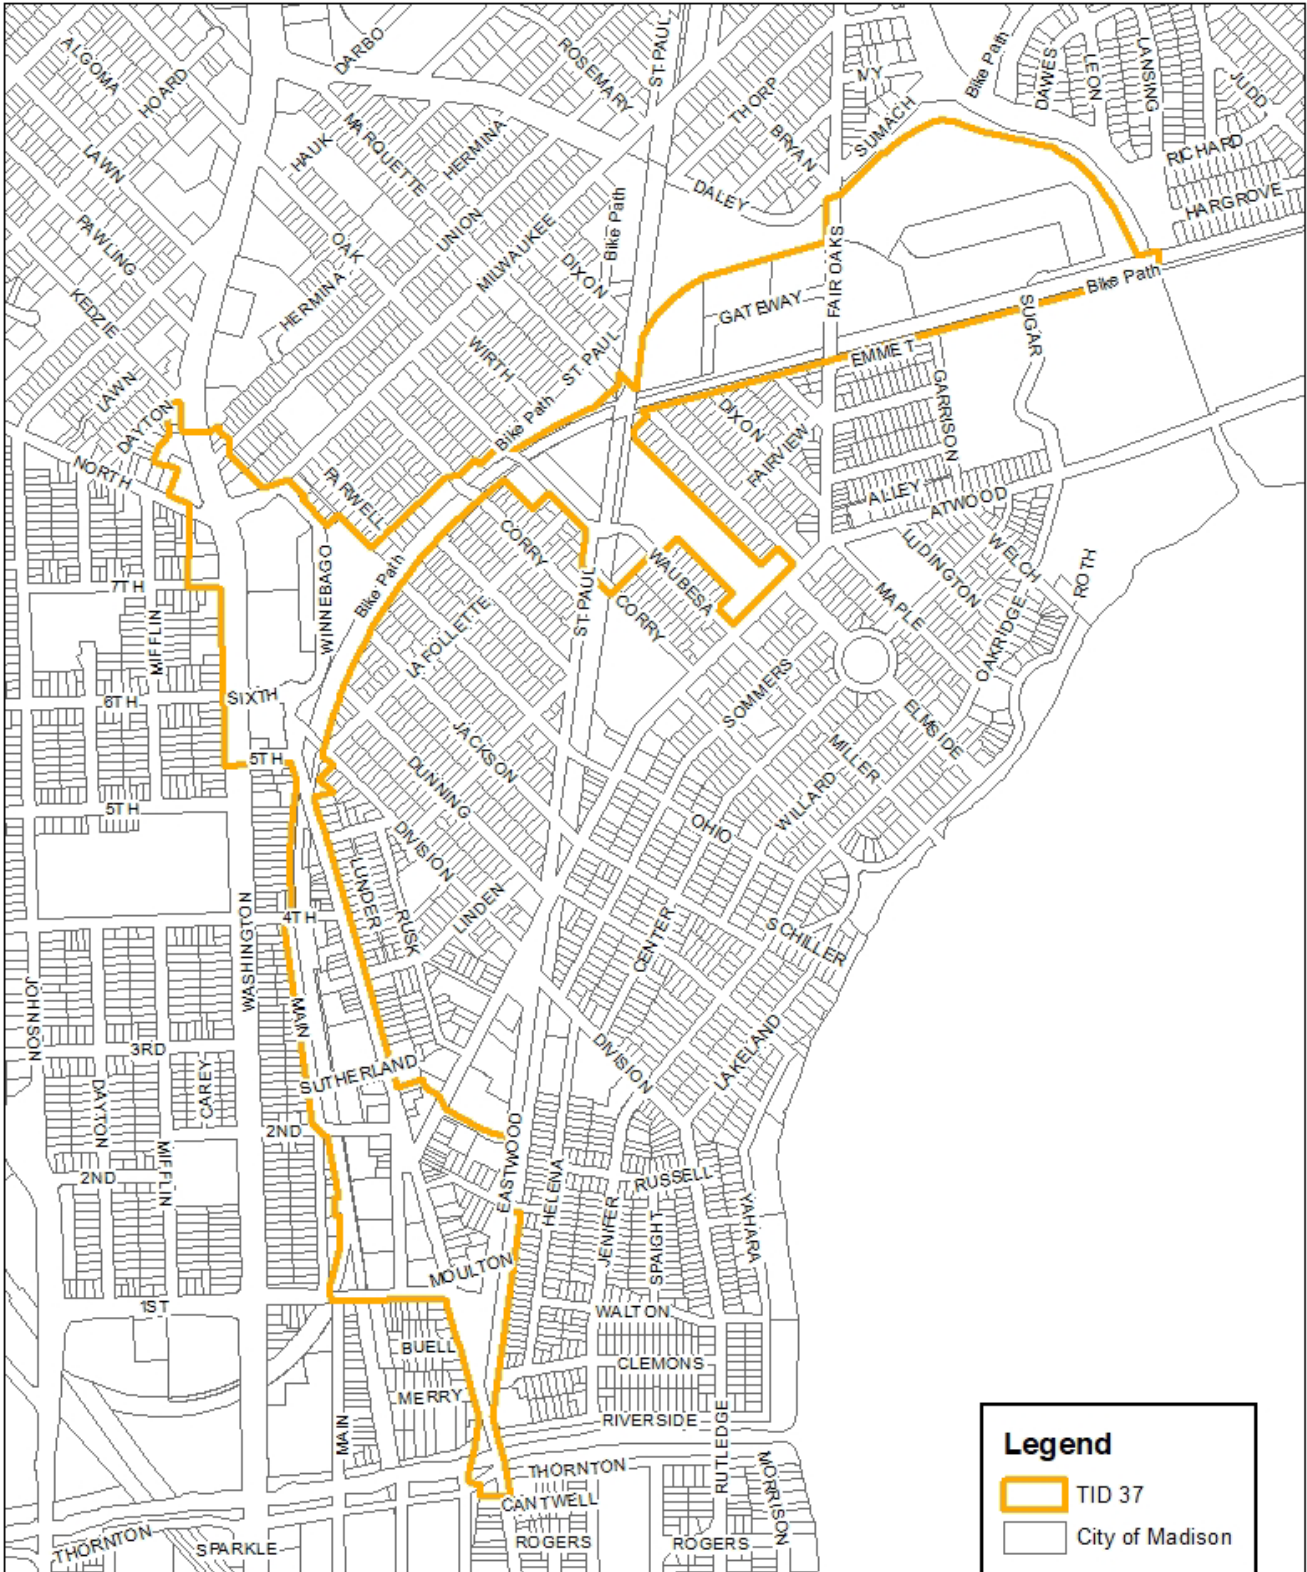 ALGOMA
HOARD
DARBO
ROSEMARY
ST. PAUL
THORP
BRYAN
IVY
SUMACH
Bike Path
DAWES
LEON
LANSING
JUDD
RICHARD
HARGROVE
LAWN
HAUK
MARQUETTE
HERMINA
DALEY
PAWLING
OAK
UNION
MILWAUKEE
DIXON
Bike Path
FAIR OAKS
KEDZIE
HERMINA
GATEWAY
Bike Path
SUGAR
WIRTH
ST. PAUL
EMMET
LAWN
DAYTON
Bike Path
DIXON
FAIRVIEW
GARRISON
NORTH
FARWELL
ALLEY
ATWOOD
CORRY
LUDINGTON
WELCH
ROTH
7TH
MIFFLIN
WINNEBAGO
Bike Path
LA FOLLETTE
ST. PAUL
WAUBESA
CORRY
MAPLE
OAKRIDGE
6TH
SIXTH
SOMMERS
ELMSIDE
5TH
JACKSON
DUNNING
MILLER
5TH
DIVISION
OHIO
WILLARD
LUNDER
RUSK
LINDEN
4TH
WASHINGTON
CENTER
SCHILLER
JOHNSON
MAIN
3RD
CAREY
SUTHERLAND
DIVISION
LAKELAND
DAYTON
2ND
2ND
MIFFLIN
EASTWOOD
HELENA
JENIFER
RUSSELL
SPAIGHT
YAHARA
MOULTON
1ST
WALTON
BUELL
CLEMONS
MERRY
MAIN
RIVERSIDE
RUTLEDGE
MORRISON
THORNTON
CANTWELL
THORNTON
SPARKLE
ROGERS
ROGERS
Legend
TID 37
City of Madison